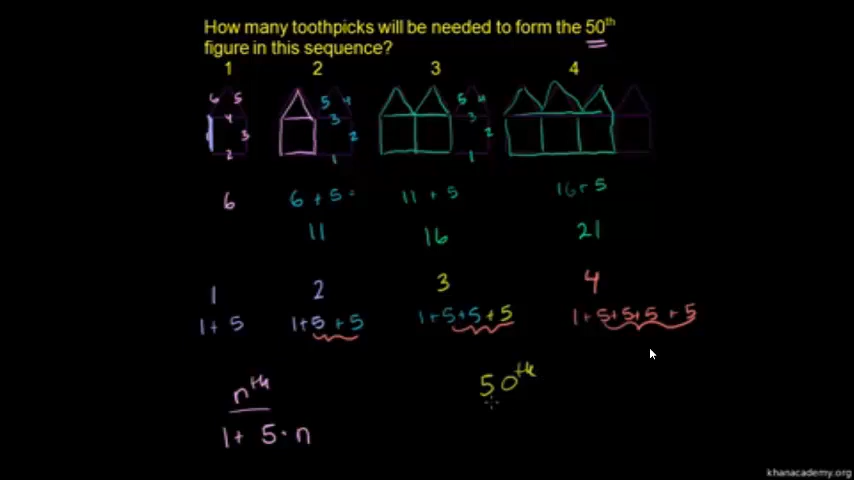 How many toothpicks will be needed to form the 50th
figure in this sequence?
1 2 3 4
6 5 5 4 5 4
4 3 3
3 2 2
2 1 1
6 6 + 5 = 11 + 5 16 + 5
11 16 21
1 2 3 4
1 + 5 1 + 5 + 5 1 + 5 + 5 + 5 1 + 5 + 5 + 5 + 5
nth 50th
1 + 5 · n
khanacademy.org